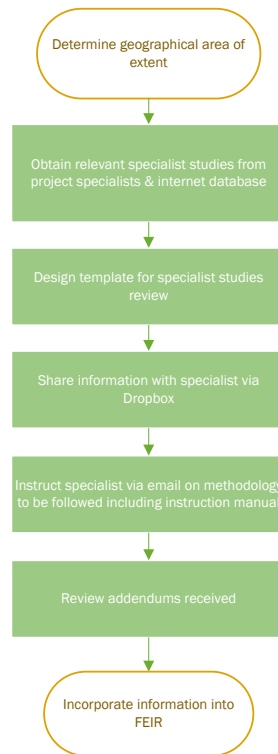 Determine geographical area of
extent
Obtain relevant specialist studies from
project specialists & internet database
Design template for specialist studies
review
Share information with specialist via
Dropbox
Instruct specialist via email on methodology
to be followed including instruction manual
Review addendums received
Incorporate information into
FEIR